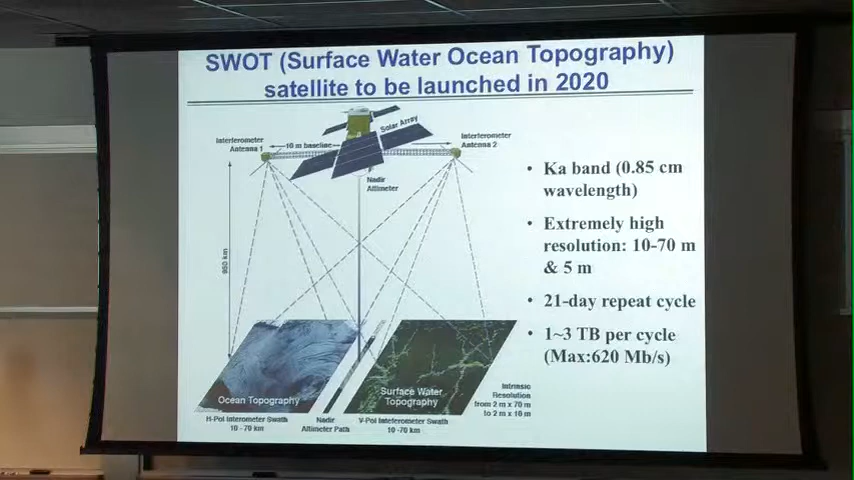 SWOT (Surface Water Ocean Topography)
satellite to be launched in 2020
Interferometer
Antenna 1
10 m baseline
Solar Array
Interferometer
Antenna 2
Nadir
Altimeter
Ocean Topography
Surface Water
Topography
Intrinsic
Resolution
from 2 m x 70 m
to 2 m x 10 m
H-Pol Interometer Swath
10 - 70 km
Nadir
Altimeter Path
V-Pol Inteferometer Swath
10 -70 km
• Ka band (0.85 cm
wavelength)
• Extremely high
resolution: 10-70 m
& 5 m
• 21-day repeat cycle
• 1~3 TB per cycle
(Max:620 Mb/s)